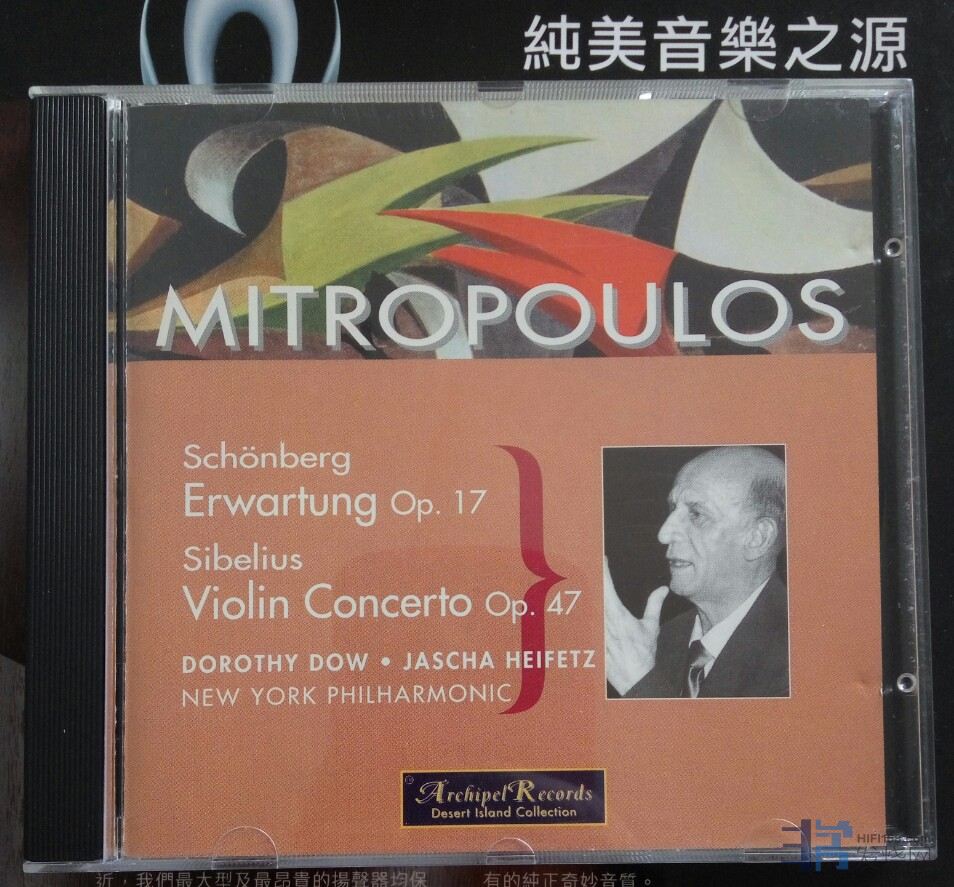 純美音樂之源
MITROPOULOS
Schönberg
Erwartung Op. 17
Sibelius
Violin Concerto Op. 47
DOROTHY DOW • JASCHA HEIFETZ
NEW YORK PHILHARMONIC
Archipel Records
Desert Island Collection
近,我們最大型及最昂貴的揚聲器均保
有的純正奇妙音質。